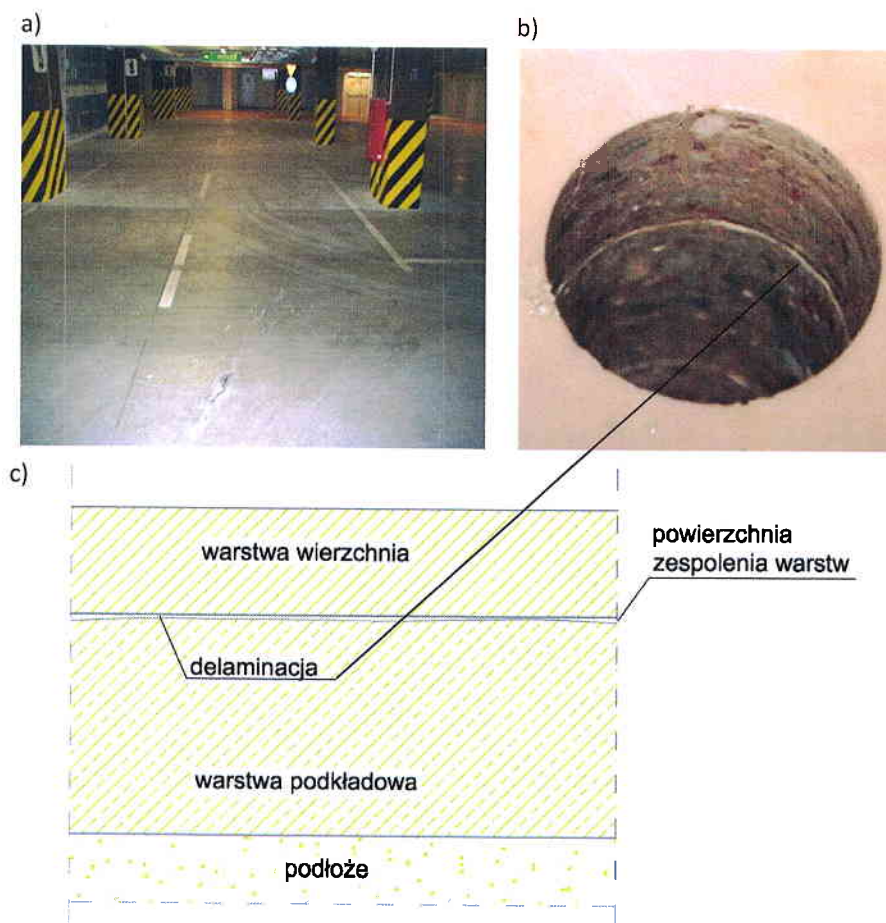 a)
b)
c)
warstwa wierzchnia
powierzchnia
zespolenia warstw
delaminacja
warstwa podkładowa
podłoże